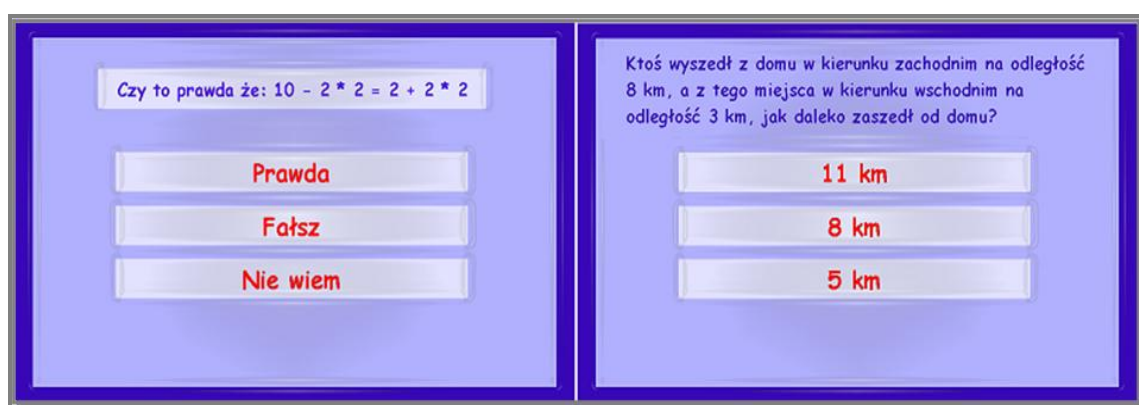 Czy to prawda że: 10 - 2 * 2 = 2 + 2 * 2
Prawda
Fałsz
Nie wiem
Ktoś wyszedł z domu w kierunku zachodnim na odległość
8 km, a z tego miejsca w kierunku wschodnim na
odległość 3 km, jak daleko zaszedł od domu?
11 km
8 km
5 km